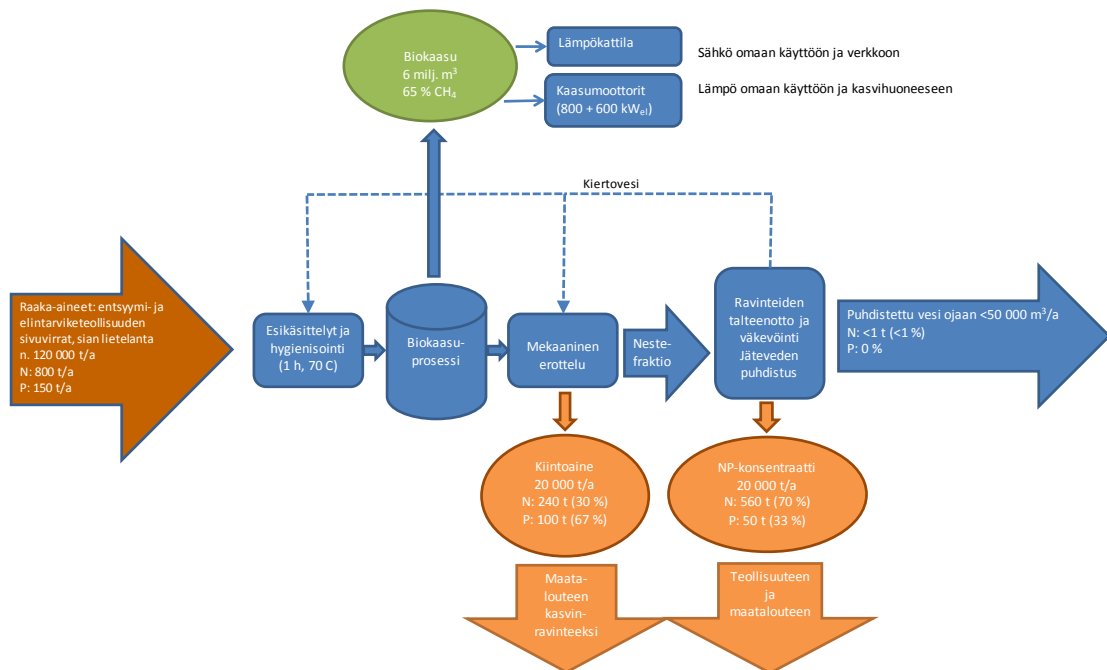 Biokaasu
6 milj. m³
65 % CH₄
Lämpökattila
Kaasumoottorit
(800 + 600 kWel)
Sähkö omaan käyttöön ja verkkoon
Lämpö omaan käyttöön ja kasvihuoneeseen
Kiertovesi
Raaka-aineet: entsyymi- ja
elintarviketeollisuuden
sivuvirrat, sian lietelanta
n. 120 000 t/a
N: 800 t/a
P: 150 t/a
Esikäsittelyt ja
hygienisointi
(1 h, 70 C)
Biokaasu-
prosessi
Mekaaninen
erottelu
Neste-
fraktio
Ravinteiden
talteenotto ja
väkevöinti
Jäteveden
puhdistus
Puhdistettu vesi ojaan <50 000 m³/a
N: <1 t (<1 %)
P: 0 %
Kiintoaine
20 000 t/a
N: 240 t (30 %)
P: 100 t (67 %)
NP-konsentraatti
20 000 t/a
N: 560 t (70 %)
P: 50 t (33 %)
Maata-
louteen
kasvin-
ravinteeksi
Teollisuuteen
ja
maatalouteen